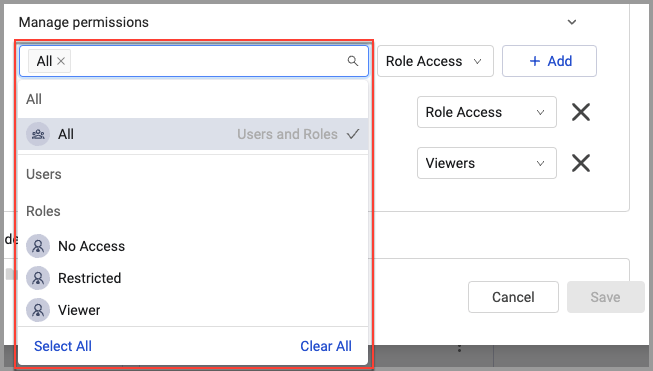 Manage permissions
All
Role Access
+ Add
All
All
Users and Roles
Role Access
Users
Viewers
Roles
de
No Access
Restricted
Viewer
Cancel
Save
Select All
Clear All